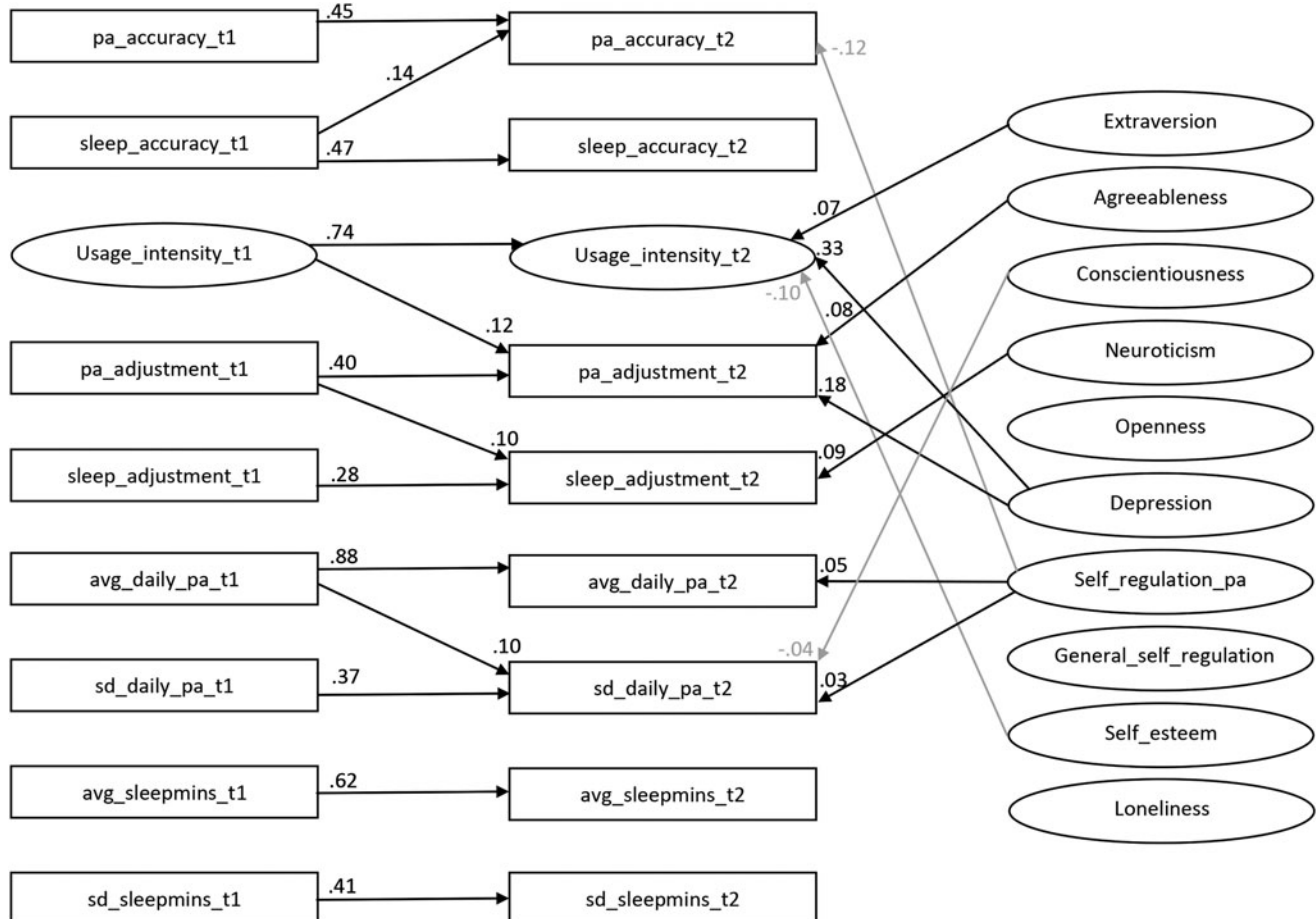 pa_accuracy_t1
.45
pa_accuracy_t2
-.12
.14
Extraversion
sleep_accuracy_t1
.47
sleep_accuracy_t2
Agreeableness
.07
Usage_intensity_t1
.74
Usage_intensity_t2
.33
Conscientiousness
-.10
.08
.12
pa_adjustment_t1
.40
pa_adjustment_t2
Neuroticism
.18
Openness
.10
.09
sleep_adjustment_t1
.28
sleep_adjustment_t2
Depression
.88
.05
avg_daily_pa_t1
avg_daily_pa_t2
Self_regulation_pa
.10
-.04
General_self_regulation
sd_daily_pa_t1
.37
sd_daily_pa_t2
.03
Self_esteem
avg_sleepmins_t1
.62
avg_sleepmins_t2
Loneliness
sd_sleepmins_t1
.41
sd_sleepmins_t2